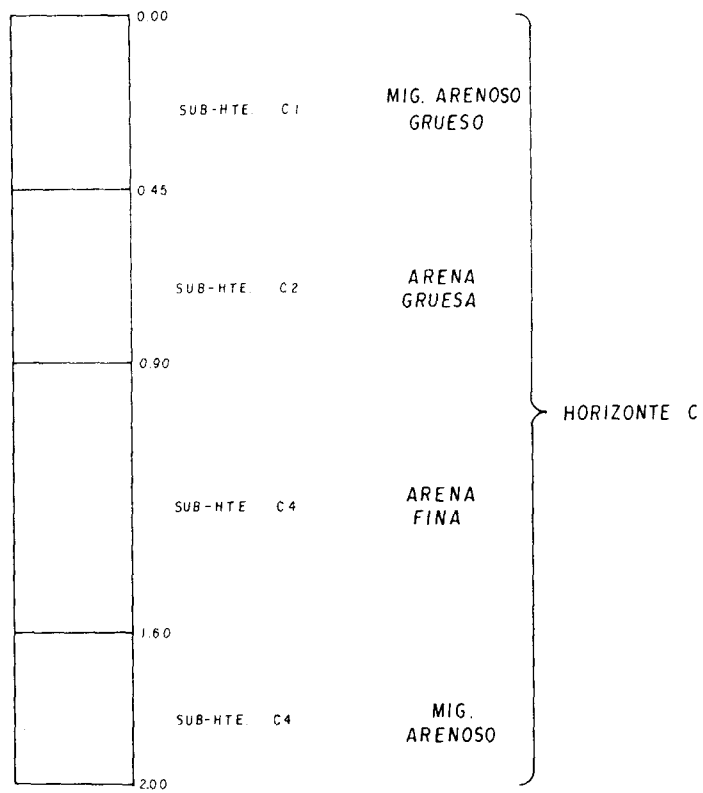 0.00
SUB-HTE. C1
MIG. ARENOSO
GRUESO
0.45
SUB-HTE. C2
ARENA
GRUESA
0.90
HORIZONTE C
SUB-HTE C4
ARENA
FINA
1.60
SUB-HTE. C4
MIG.
ARENOSO
2.00